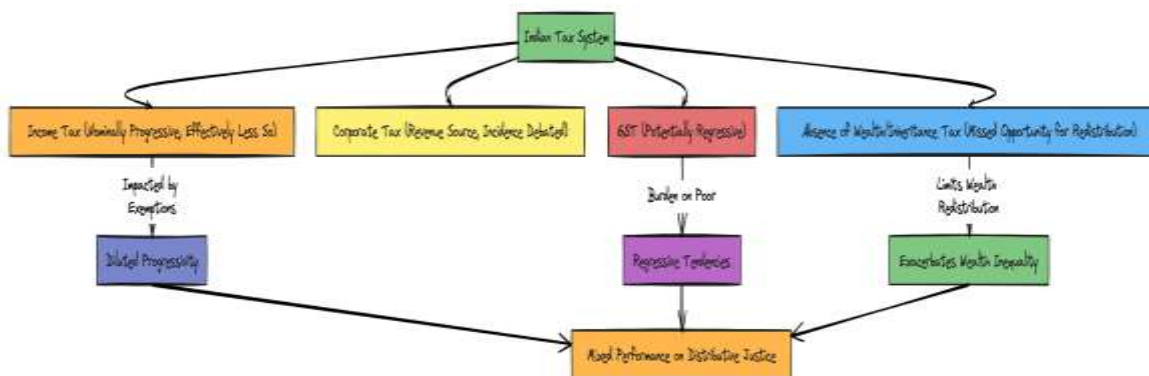 Indian Tax System
Income Tax (Nominally Progressive, Effectively Less So)
Corporate Tax (Revenue Source, Incidence Debated)
GST (Potentially Regressive)
Absence of Wealth/Inheritance Tax (Missed Opportunity for Redistribution)
Impacted by
Exemptions
Burden on Poor
Limits Wealth
Redistribution
Diluted Progressivity
Regressive Tendencies
Exacerbates Wealth Inequality
Mixed Performance on Distributive Justice